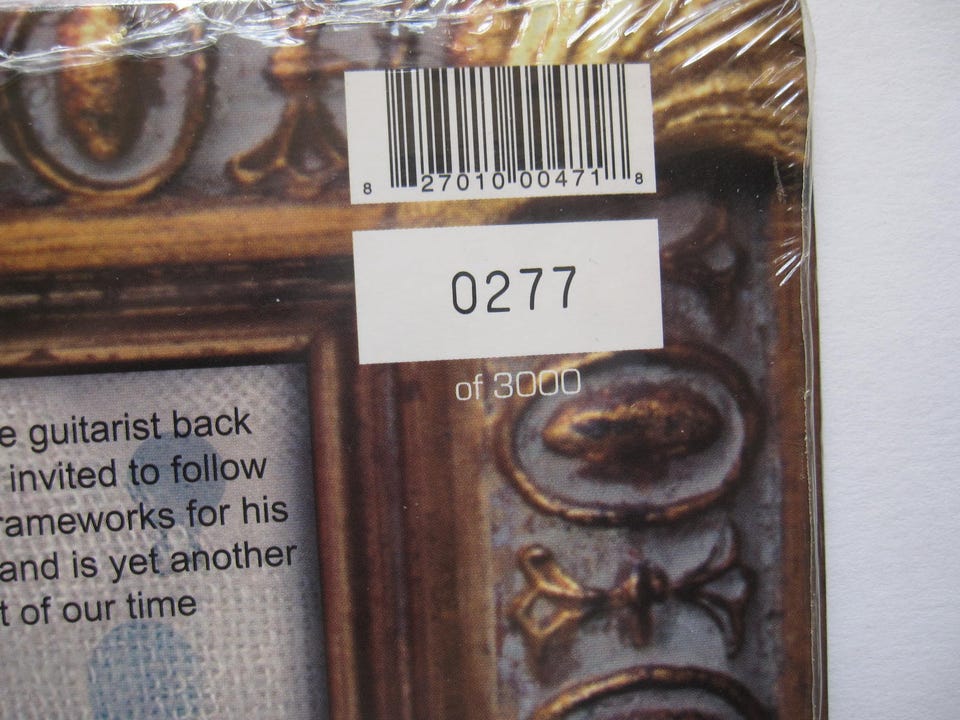 8 27010 00471 8
0277
of 3000
e guitarist back
invited to follow
rameworks for his
and is yet another
t of our time